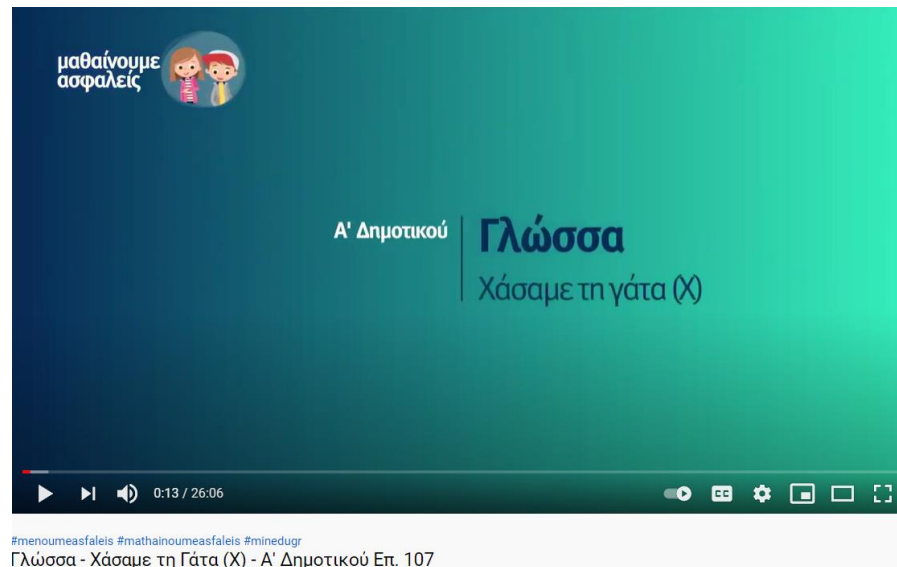 μαθαίνουμε
ασφαλείς
Α' Δημοτικού
Γλώσσα
Χάσαμε τη γάτα (Χ)
0:13 / 26:06
CC
#menoumeasfaleis #mathainoumeasfaleis #minedugr
Γλώσσα - Χάσαμε τη Γάτα (Χ) - Α' Δημοτικού Επ. 107